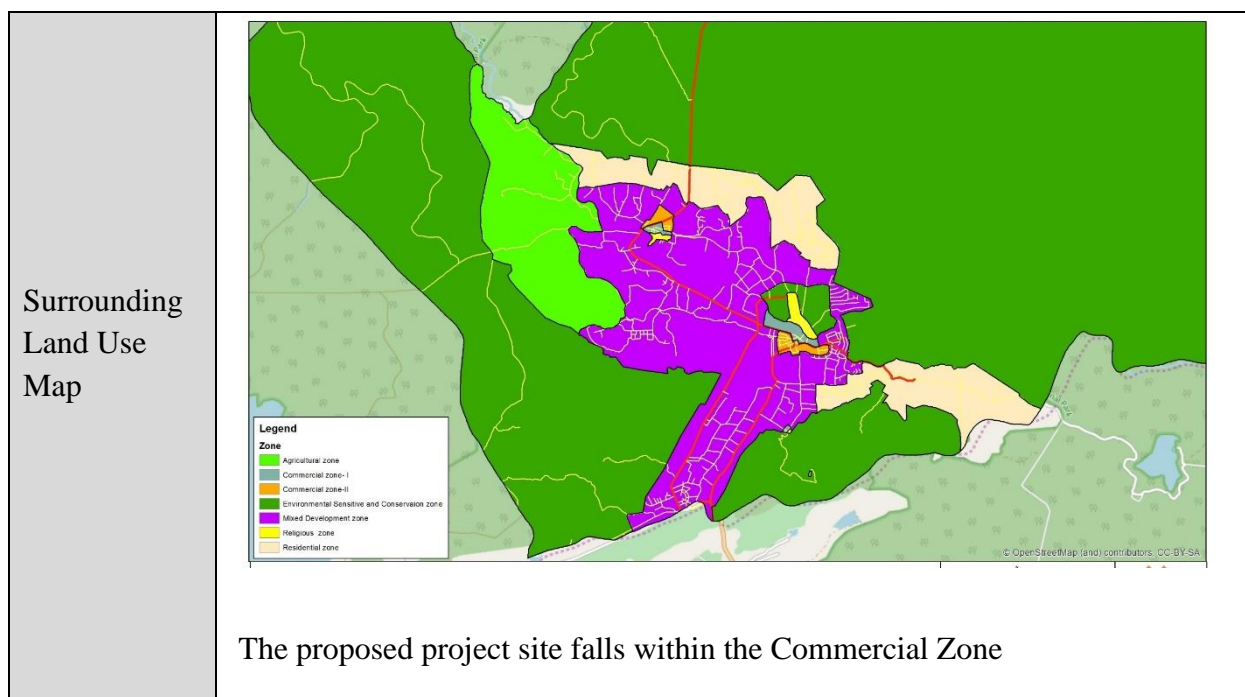 Surrounding
Land Use
Map
Park
Legend
Zone
Agricultural zone
Commercial zone- I
Commercial zone-II
Environmental Sensitive and Conservaion zone
Mixed Development zone
Religious zone
Residential zone
Park
© OpenStreetMap (and) contributors, CC-BY-SA
The proposed project site falls within the Commercial Zone